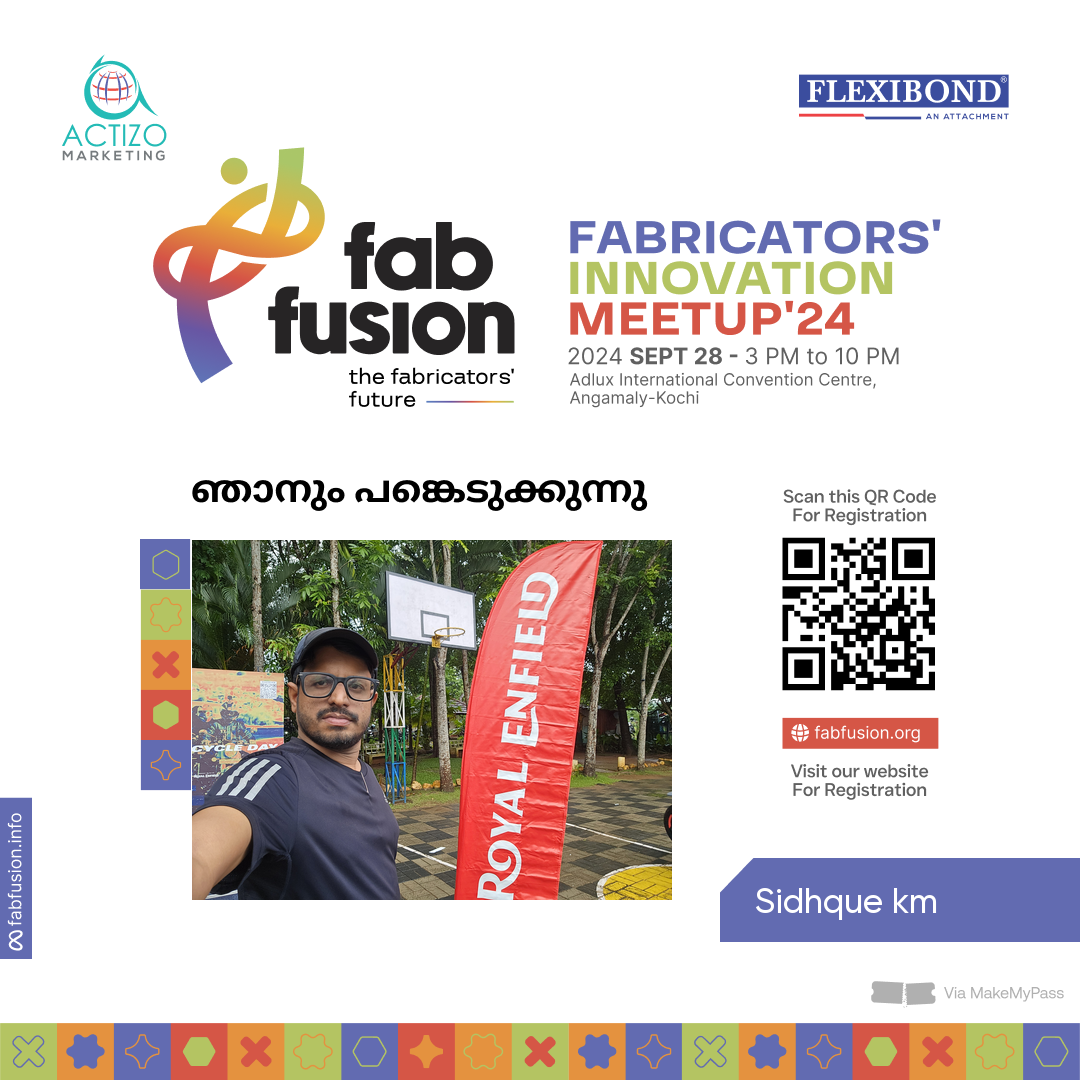 ACTIZO
MARKETING
FLEXIBOND®
AN ATTACHMENT
fab
fusion
the fabricators'
future
FABRICATORS'
INNOVATION
MEETUP'24
2024 SEPT 28 - 3 PM to 10 PM
Adlux International Convention Centre,
Angamaly-Kochi
ഞാനും പങ്കെടുക്കുന്നു
Scan this QR Code
For Registration
CYCLE DAY
ROYAL ENFIELD
fabfusion.org
Visit our website
For Registration
fabfusion.info
Sidhque km
Via MakeMyPass